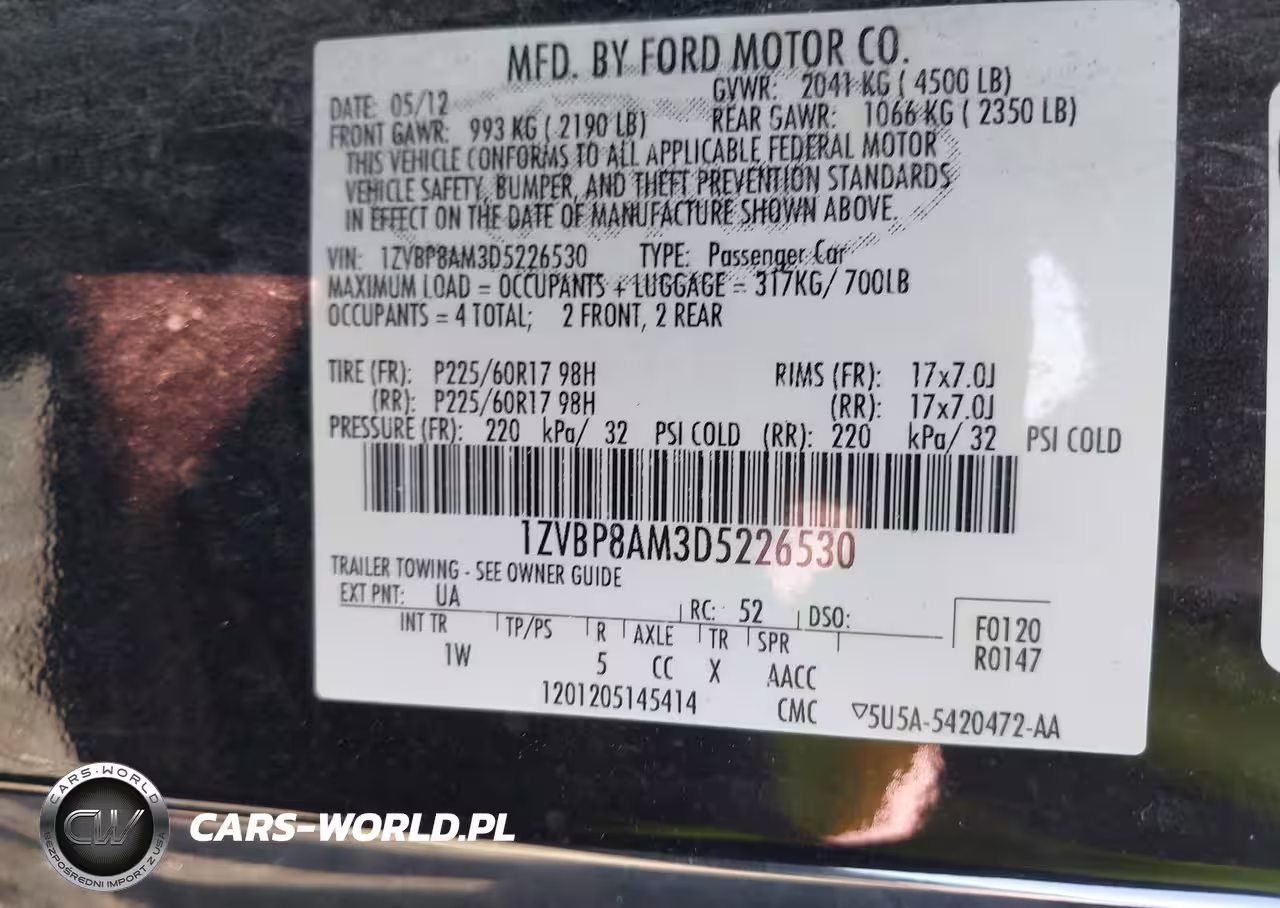 MFD. BY FORD MOTOR CO.
DATE: 05/12 GVWR: 2041 KG ( 4500 LB)
FRONT GAWR: 993 KG ( 2190 LB) REAR GAWR: 1066 KG ( 2350 LB)
THIS VEHICLE CONFORMS TO ALL APPLICABLE FEDERAL MOTOR
VEHICLE SAFETY, BUMPER, AND THEFT PREVENTION STANDARDS
IN EFFECT ON THE DATE OF MANUFACTURE SHOWN ABOVE.
VIN: 1ZVBP8AM3D5226530 TYPE: Passenger Car
MAXIMUM LOAD = OCCUPANTS + LUGGAGE = 317KG/ 700LB
OCCUPANTS = 4 TOTAL; 2 FRONT, 2 REAR
TIRE (FR): P225/60R17 98H RIMS (FR): 17x7.0J
(RR): P225/60R17 98H (RR): 17x7.0J
PRESSURE (FR): 220 kPa/ 32 PSI COLD (RR): 220 kPa/ 32 PSI COLD
1ZVBP8AM3D5226530
TRAILER TOWING - SEE OWNER GUIDE
EXT PNT: UA RC: 52 DSO:
INT TR TP/PS R AXLE TR SPR F0120
1W 5 CC X AACC R0147
1201205145414 CMC ▽5U5A-5420472-AA
CARS-WORLD
CW
BEZPOŚREDNI IMPORT Z USA
CARS-WORLD.PL